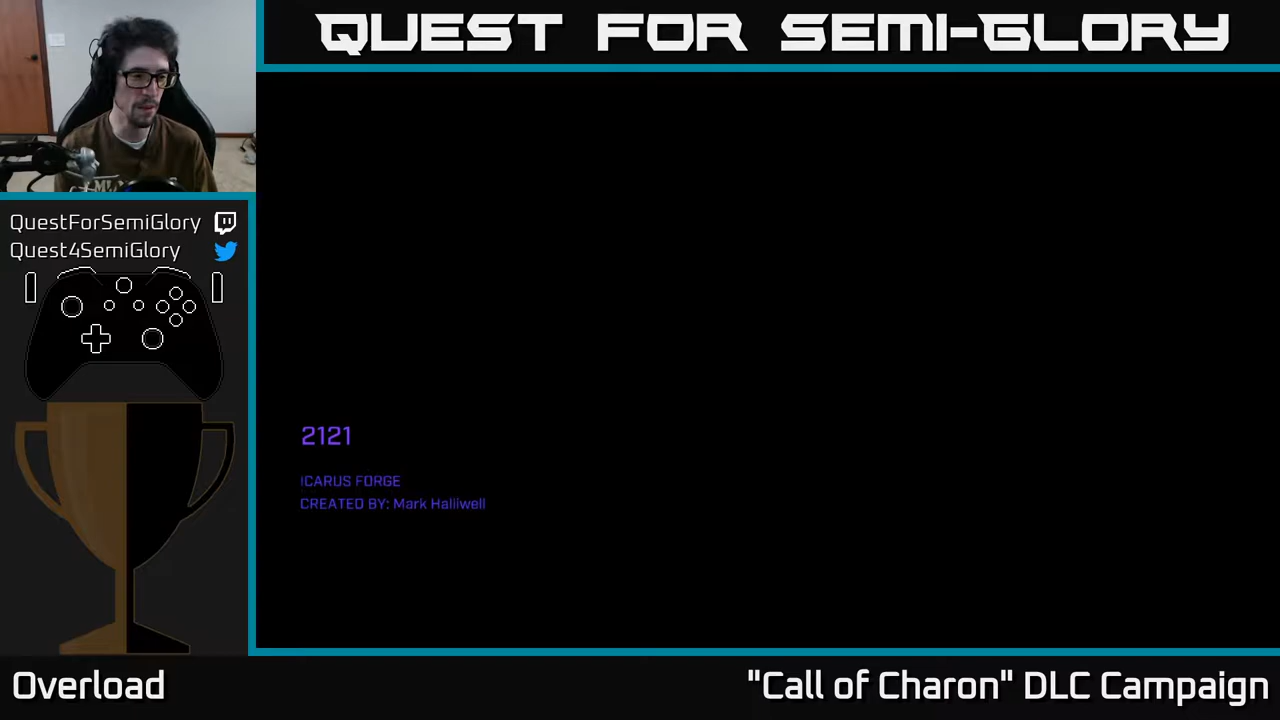 QUEST FOR SEMI-GLORY
QuestForSemiGlory
Quest4SemiGlory
2121
ICARUS FORGE
CREATED BY: Mark Halliwell
Overload
"Call of Charon" DLC Campaign